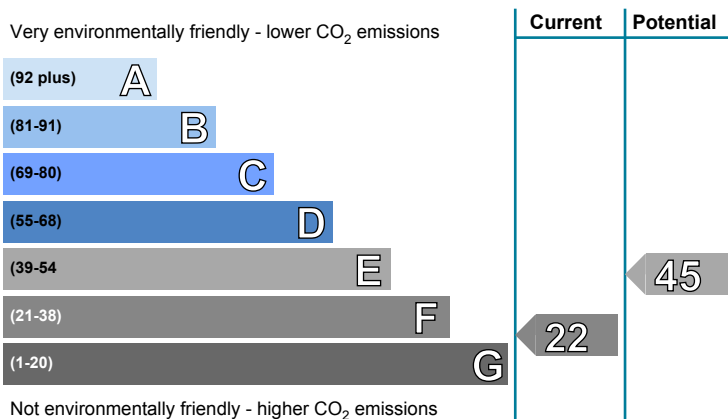 Current Potential
Very environmentally friendly - lower CO₂ emissions
(92 plus) A
(81-91) B
(69-80) C
(55-68) D
(39-54 E
45
(21-38) F
22
(1-20) G
Not environmentally friendly - higher CO₂ emissions